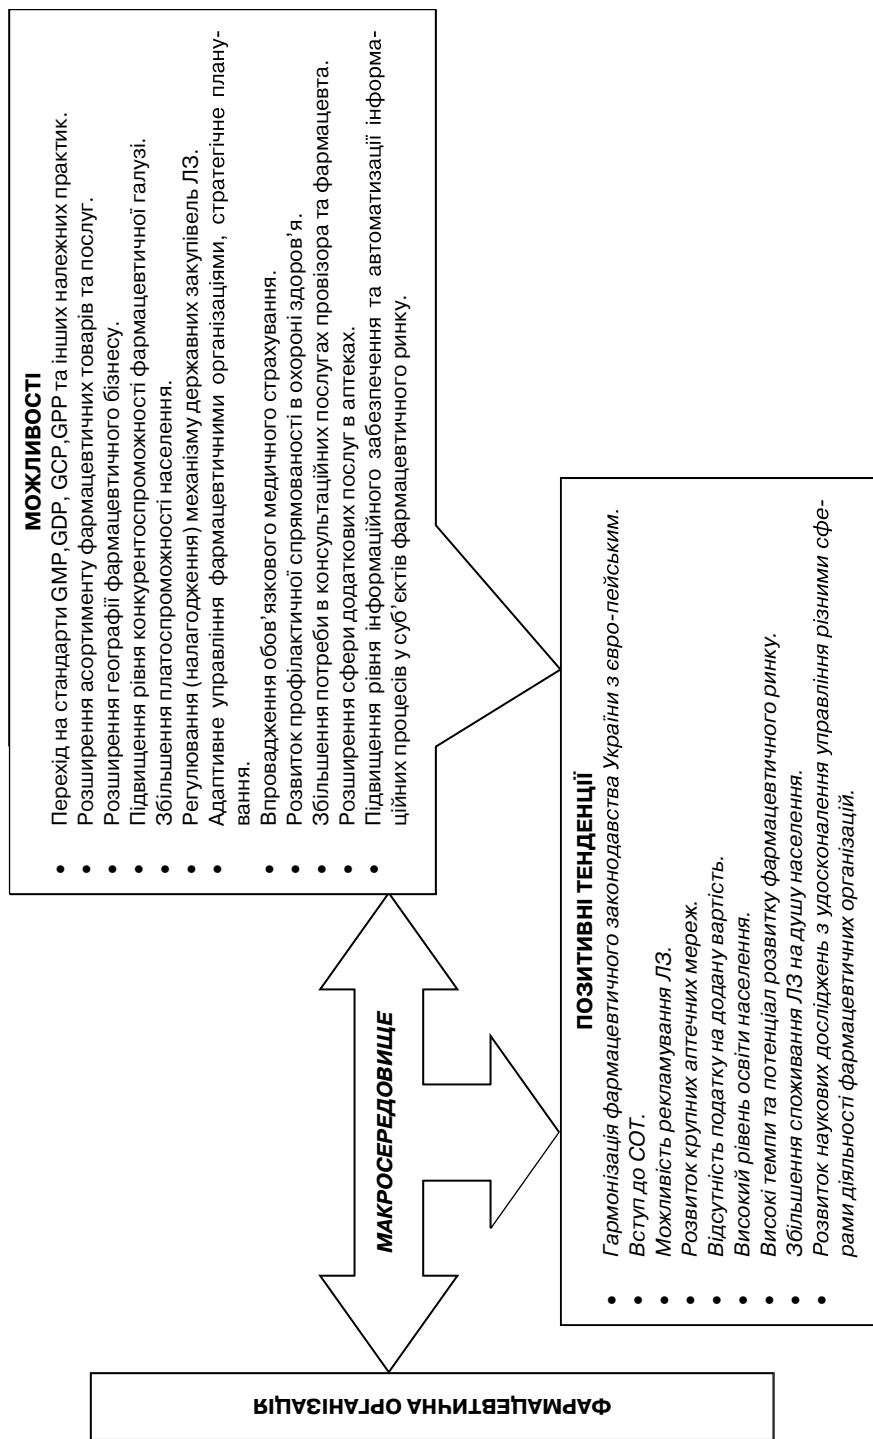 ФАРМАЦЕВТИЧНА ОРГАНІЗАЦІЯ
МАКРОСЕРЕДОВИЩЕ
МОЖЛИВОСТІ
• Перехід на стандарти GMP,GDP, GCP,GPP та інших належних практик.
• Розширення асортименту фармацевтичних товарів та послуг.
• Розширення географії фармацевтичного бізнесу.
• Підвищення рівня конкурентоспроможності фармацевтичної галузі.
• Збільшення платоспроможності населення.
• Регулювання (налагодження) механізму державних закупівель ЛЗ.
• Адаптивне управління фармацевтичними організаціями, стратегічне плану-
вання.
• Впровадження обов’язкового медичного страхування.
• Розвиток профілактичної спрямованості в охороні здоров’я.
• Збільшення потреби в консультаційних послугах провізора та фармацевта.
• Розширення сфери додаткових послуг в аптеках.
• Підвищення рівня інформаційного забезпечення та автоматизації інформа-
ційних процесів у суб’єктів фармацевтичного ринку.
ПОЗИТИВНІ ТЕНДЕНЦІЇ
• Гармонізація фармацевтичного законодавства України з євро-пейським.
• Вступ до СОТ.
• Можливість рекламування ЛЗ.
• Розвиток крупних аптечних мереж.
• Відсутність податку на додану вартість.
• Високий рівень освіти населення.
• Високі темпи та потенціал розвитку фармацевтичного ринку.
• Збільшення споживання ЛЗ на душу населення.
• Розвиток наукових досліджень з удосконалення управління різними сфе-
рами діяльності фармацевтичних організацій.